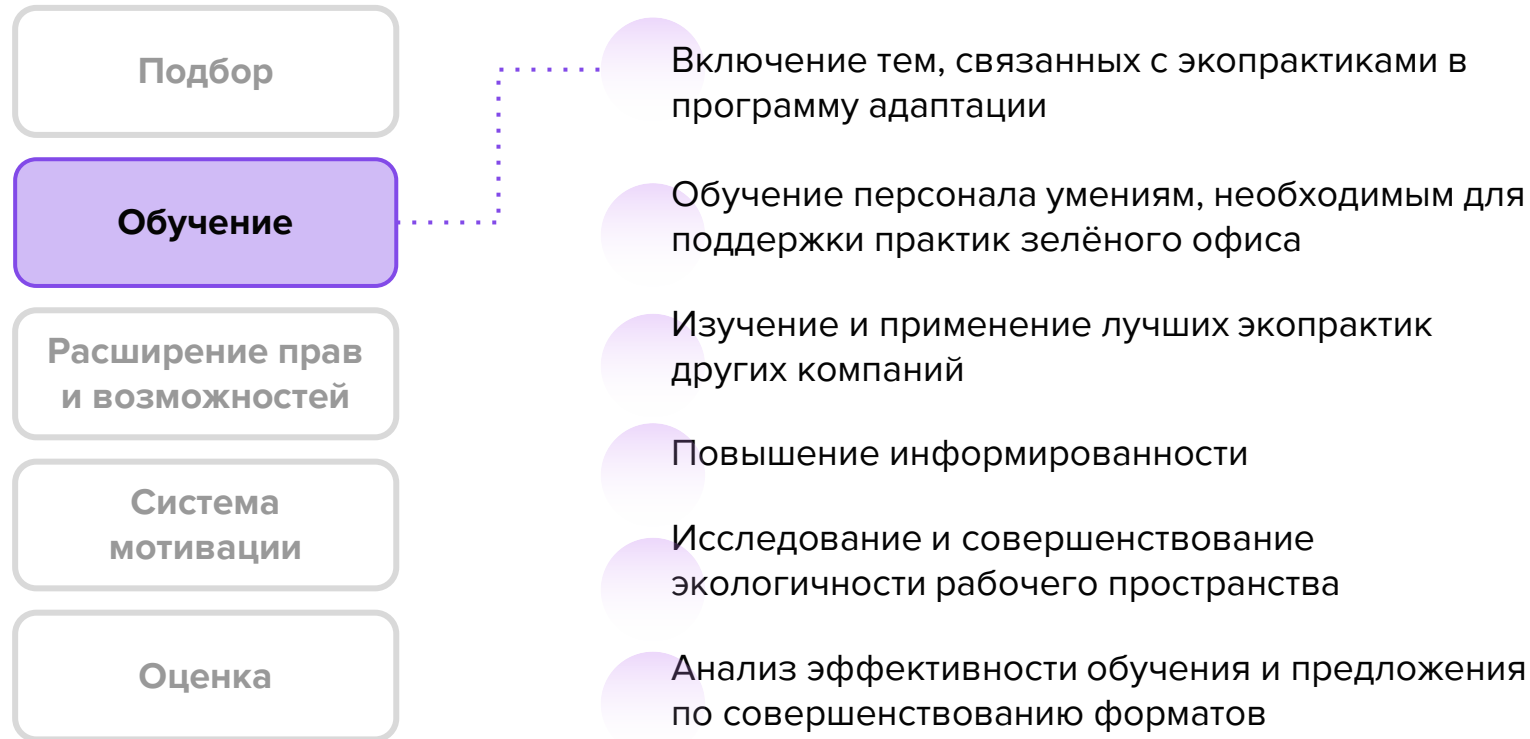 Подбор
Обучение
Расширение прав
и возможностей
Система
мотивации
Оценка
Включение тем, связанных с экопрактиками в
программу адаптации
Обучение персонала умениям, необходимым для
поддержки практик зелёного офиса
Изучение и применение лучших экопрактик
других компаний
Повышение информированности
Исследование и совершенствование
экологичности рабочего пространства
Анализ эффективности обучения и предложения
по совершенствованию форматов